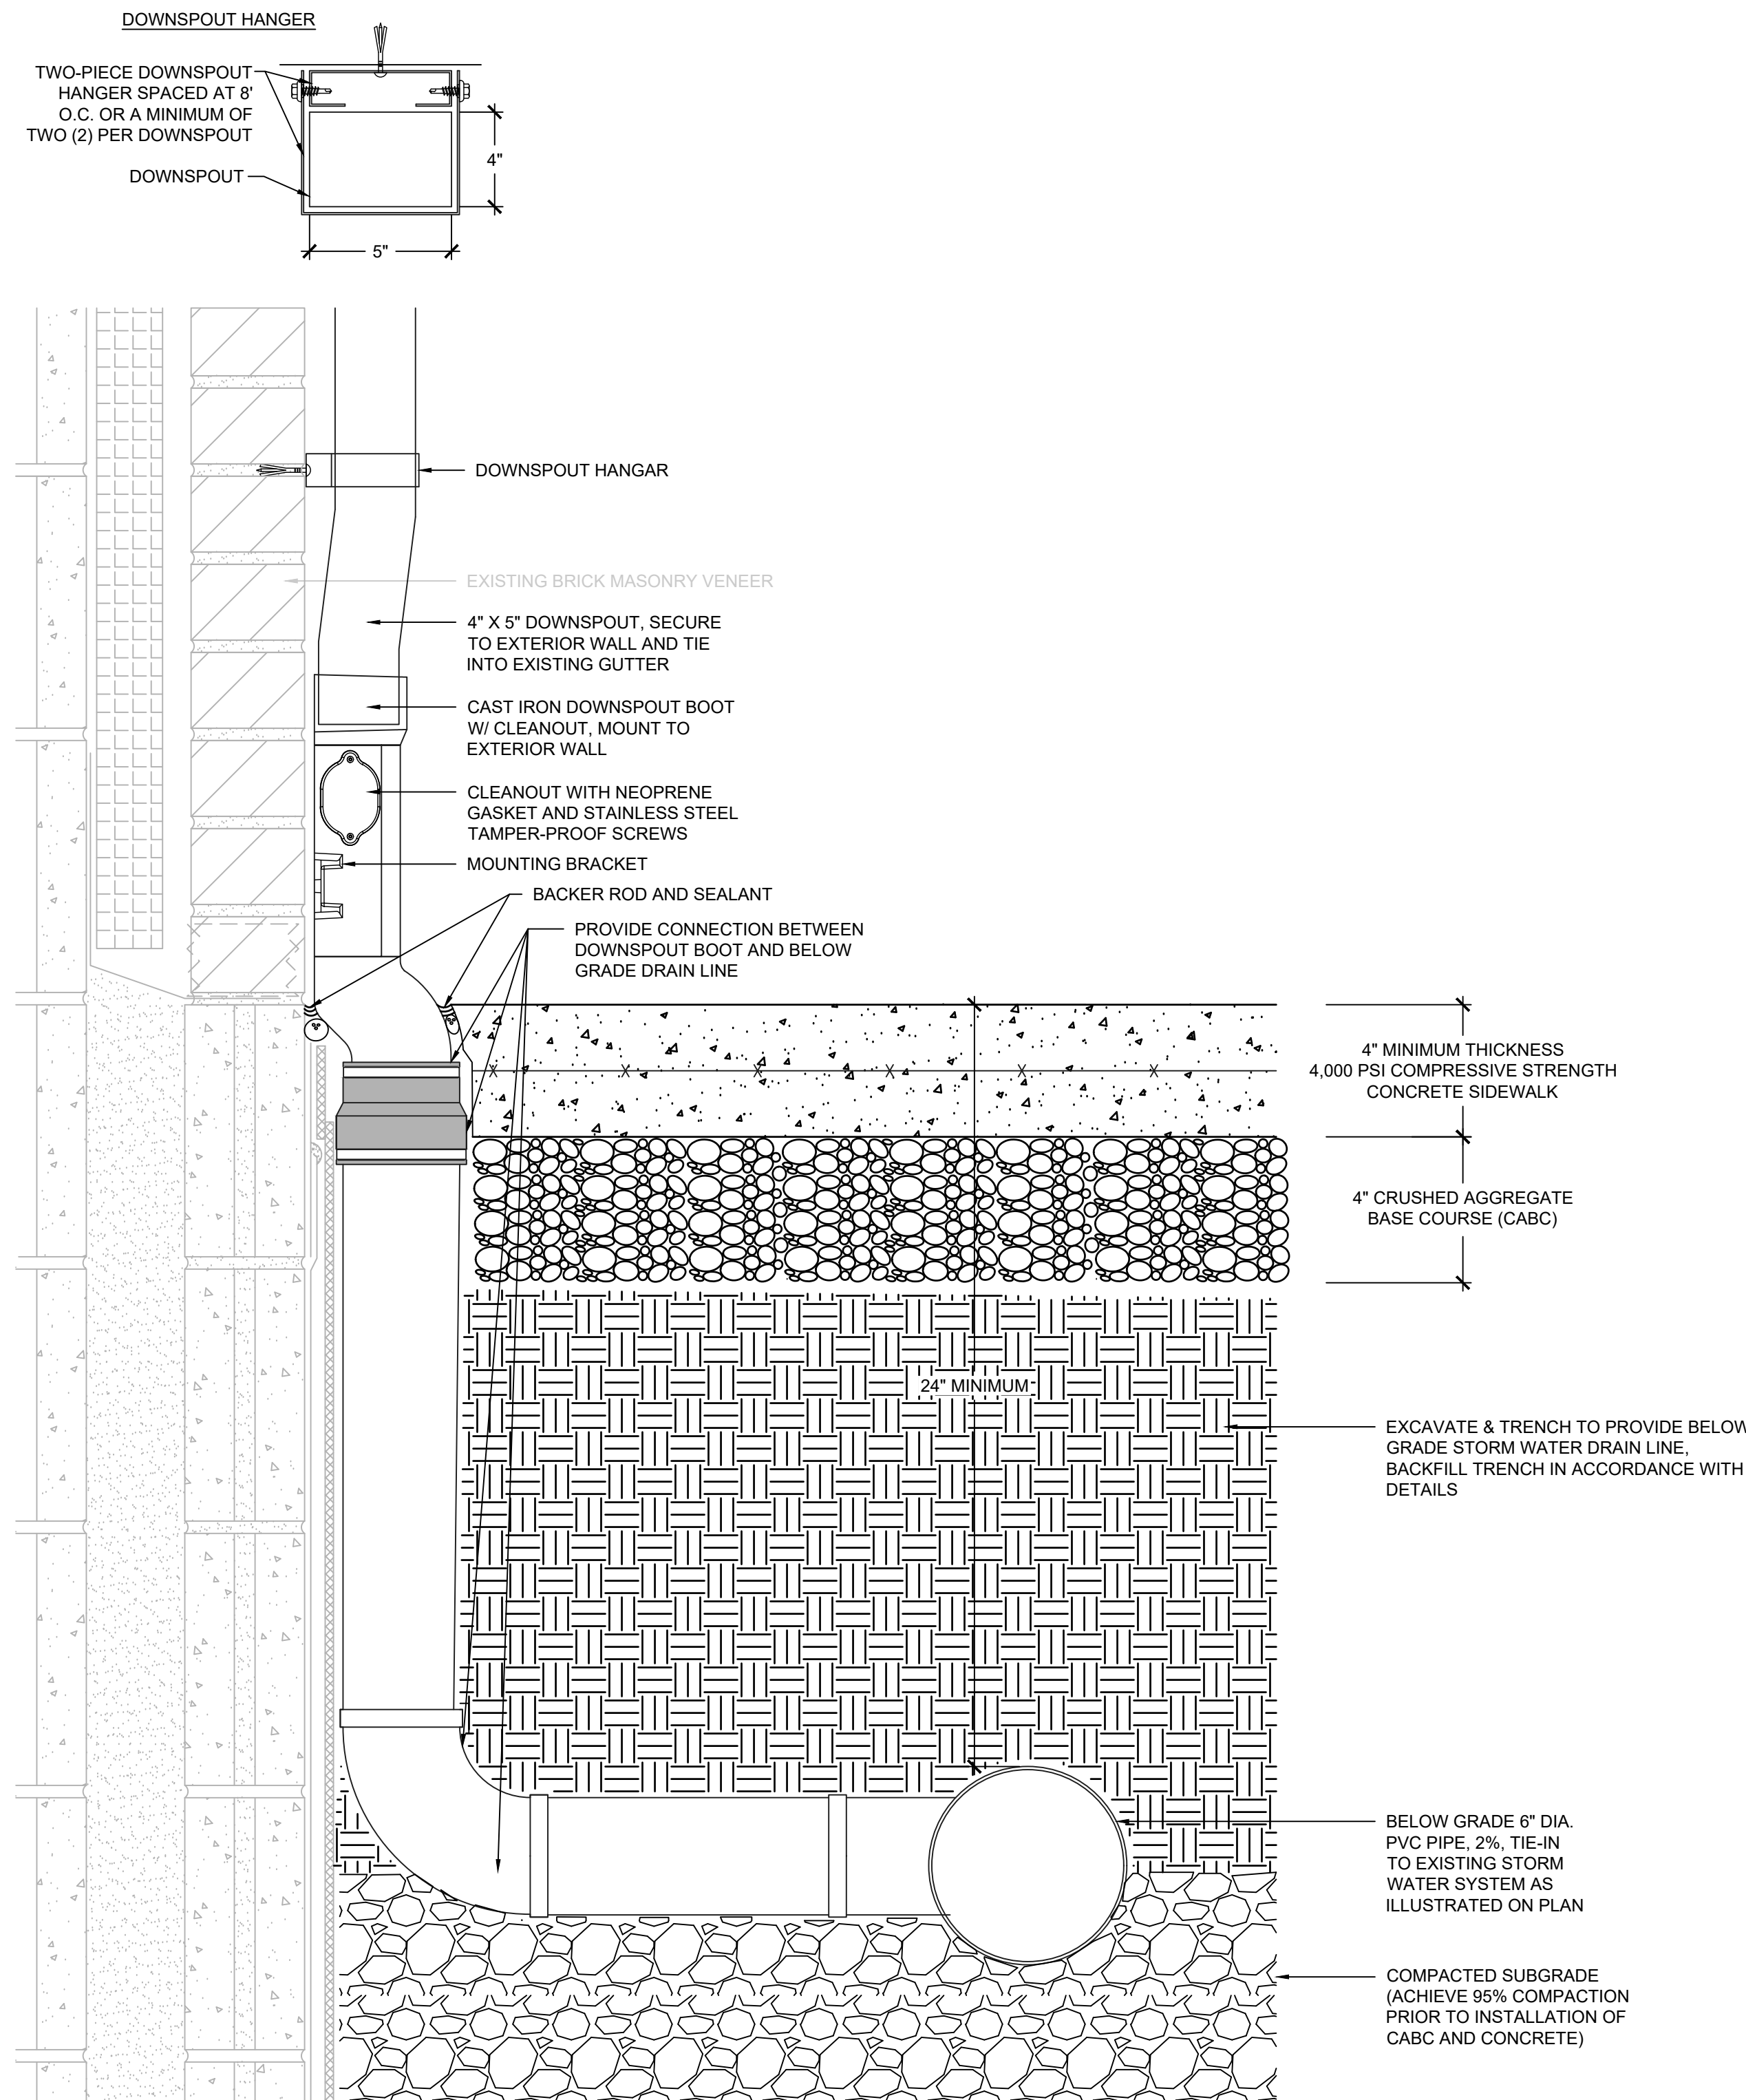 DOWNSPOUT HANGER
TWO-PIECE DOWNSPOUT
HANGER SPACED AT 8'
O.C. OR A MINIMUM OF
TWO (2) PER DOWNSPOUT
DOWNSPOUT
4"
5"
DOWNSPOUT HANGAR
EXISTING BRICK MASONRY VENEER
4" X 5" DOWNSPOUT, SECURE
TO EXTERIOR WALL AND TIE
INTO EXISTING GUTTER
CAST IRON DOWNSPOUT BOOT
W/ CLEANOUT, MOUNT TO
EXTERIOR WALL
CLEANOUT WITH NEOPRENE
GASKET AND STAINLESS STEEL
TAMPER-PROOF SCREWS
MOUNTING BRACKET
BACKER ROD AND SEALANT
PROVIDE CONNECTION BETWEEN
DOWNSPOUT BOOT AND BELOW
GRADE DRAIN LINE
4" MINIMUM THICKNESS
4,000 PSI COMPRESSIVE STRENGTH
CONCRETE SIDEWALK
4" CRUSHED AGGREGATE
BASE COURSE (CABC)
24" MINIMUM
EXCAVATE & TRENCH TO PROVIDE BELOW
GRADE STORM WATER DRAIN LINE,
BACKFILL TRENCH IN ACCORDANCE WITH
DETAILS
BELOW GRADE 6" DIA.
PVC PIPE, 2%, TIE-IN
TO EXISTING STORM
WATER SYSTEM AS
ILLUSTRATED ON PLAN
COMPACTED SUBGRADE
(ACHIEVE 95% COMPACTION
PRIOR TO INSTALLATION OF
CABC AND CONCRETE)